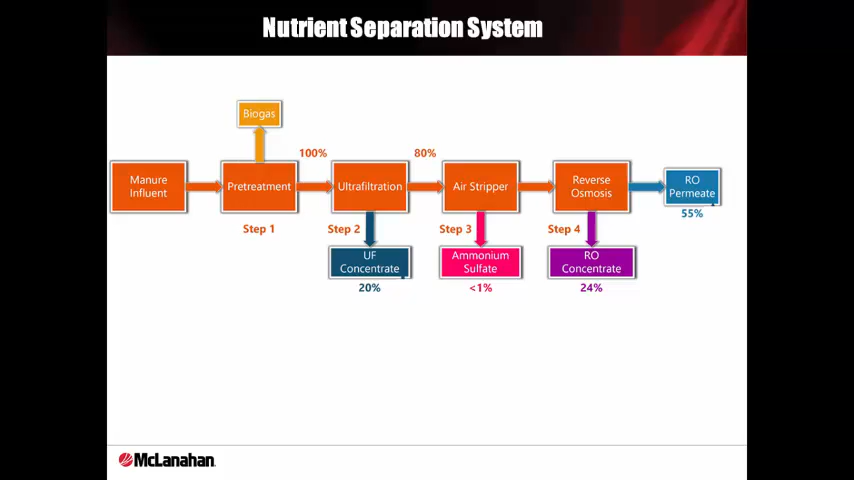 Nutrient Separation System
Biogas
100%
80%
Manure
Influent
Pretreatment
Ultrafiltration
Air Stripper
Reverse
Osmosis
RO
Permeate
55%
Step 1
Step 2
Step 3
Step 4
UF
Concentrate
Ammonium
Sulfate
RO
Concentrate
20%
<1%
24%
McLanahan